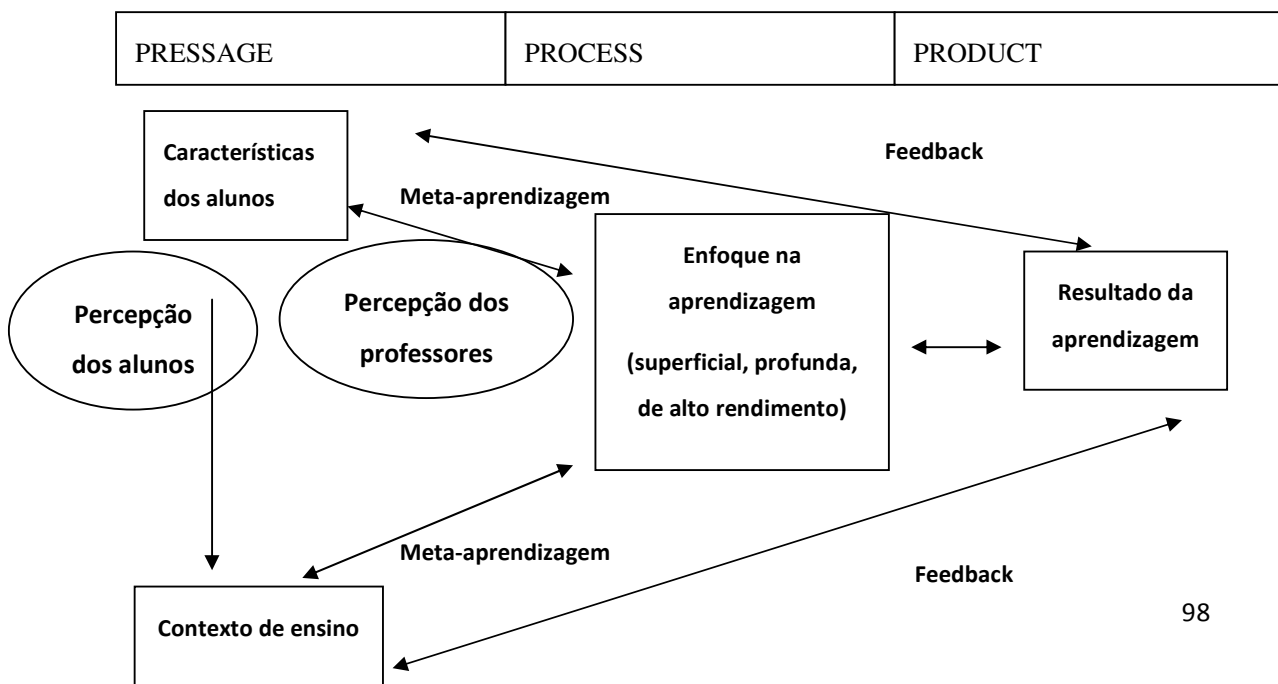 PRESSAGE
PROCESS
PRODUCT
Características
dos alunos
Feedback
Meta-aprendizagem
Percepção
dos alunos
Percepção dos
professores
Enfoque na
aprendizagem
(superficial, profunda,
de alto rendimento)
Resultado da
aprendizagem
Meta-aprendizagem
Feedback
Contexto de ensino
98